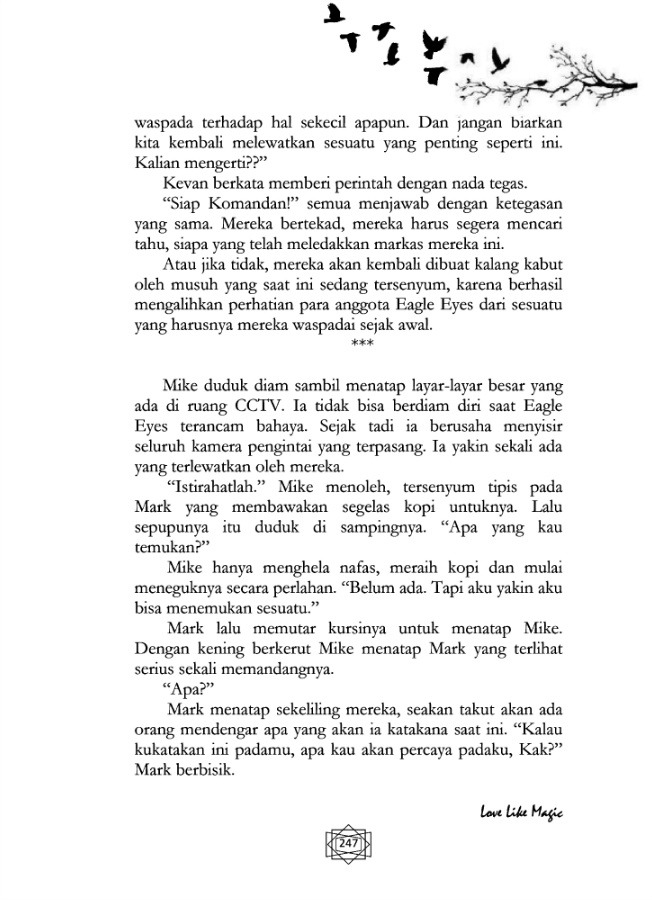 waspada terhadap hal sekecil apapun. Dan jangan biarkan
kita kembali melewatkan sesuatu yang penting seperti ini.
Kalian mengerti??”
Kevan berkata memberi perintah dengan nada tegas.
“Siap Komandan!” semua menjawab dengan ketegasan
yang sama. Mereka bertekad, mereka harus segera mencari
tahu, siapa yang telah meledakkan markas mereka ini.
Atau jika tidak, mereka akan kembali dibuat kalang kabut
oleh musuh yang saat ini sedang tersenyum, karena berhasil
mengalihkan perhatian para anggota Eagle Eyes dari sesuatu
yang harusnya mereka waspadai sejak awal.
***
Mike duduk diam sambil menatap layar-layar besar yang
ada di ruang CCTV. Ia tidak bisa berdiam diri saat Eagle
Eyes terancam bahaya. Sejak tadi ia berusaha menyisir
seluruh kamera pengintai yang terpasang. Ia yakin sekali ada
yang terlewatkan oleh mereka.
“Istirahatlah.” Mike menoleh, tersenyum tipis pada
Mark yang membawakan segelas kopi untuknya. Lalu
sepupunya itu duduk di sampingnya. “Apa yang kau
temukan?”
Mike hanya menghela nafas, meraih kopi dan mulai
meneguknya secara perlahan. “Belum ada. Tapi aku yakin aku
bisa menemukan sesuatu.”
Mark lalu memutar kursinya untuk menatap Mike.
Dengan kening berkerut Mike menatap Mark yang terlihat
serius sekali memandangnya.
“Apa?”
Mark menatap sekeliling mereka, seakan takut akan ada
orang mendengar apa yang akan ia katakana saat ini. “Kalau
kukatakan ini padamu, apa kau akan percaya padaku, Kak?”
Mark berbisik.
Love Like Magic
247